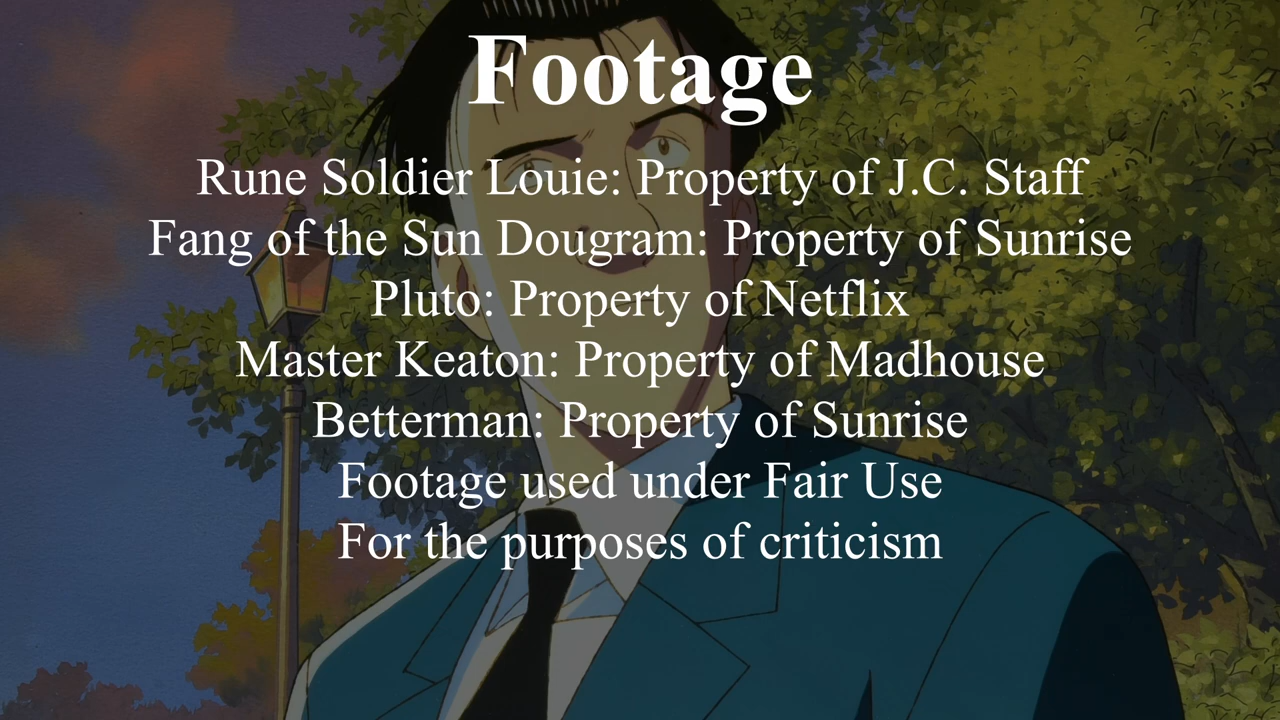 Footage
Rune Soldier Louie: Property of J.C. Staff
Fang of the Sun Dougram: Property of Sunrise
Pluto: Property of Netflix
Master Keaton: Property of Madhouse
Betterman: Property of Sunrise
Footage used under Fair Use
For the purposes of criticism